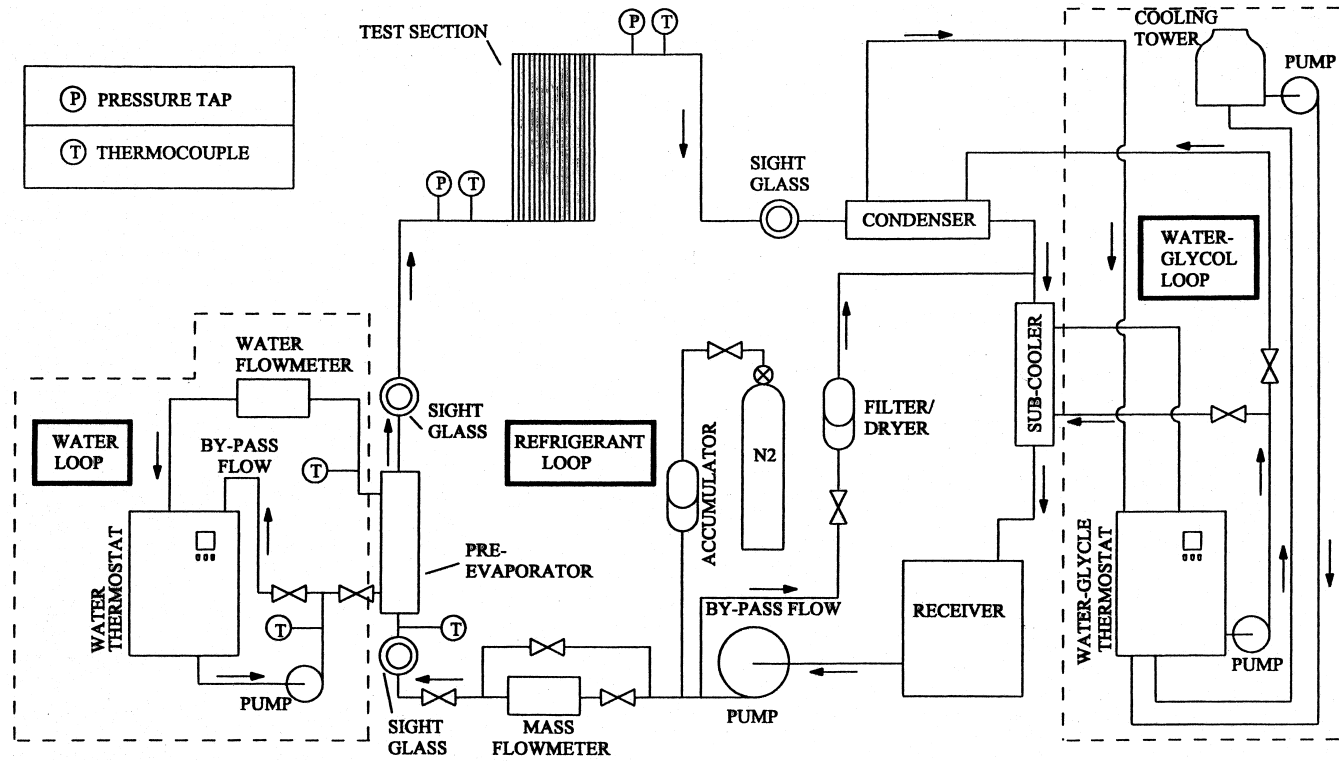 P PRESSURE TAP
T THERMOCOUPLE
TEST SECTION
P T
P T
SIGHT
GLASS
CONDENSER
COOLING
TOWER
PUMP
WATER-
GLYCOL
LOOP
SUB-COOLER
WATER
FLOWMETER
SIGHT
GLASS
WATER
LOOP
BY-PASS
FLOW
T
REFRIGERANT
LOOP
ACCUMULATOR
N2
FILTER/
DRYER
PRE-
EVAPORATOR
WATER
THERMOSTAT
T
T
PUMP
SIGHT
GLASS
MASS
FLOWMETER
BY-PASS FLOW
PUMP
RECEIVER
WATER-GLYCLE
THERMOSTAT
PUMP